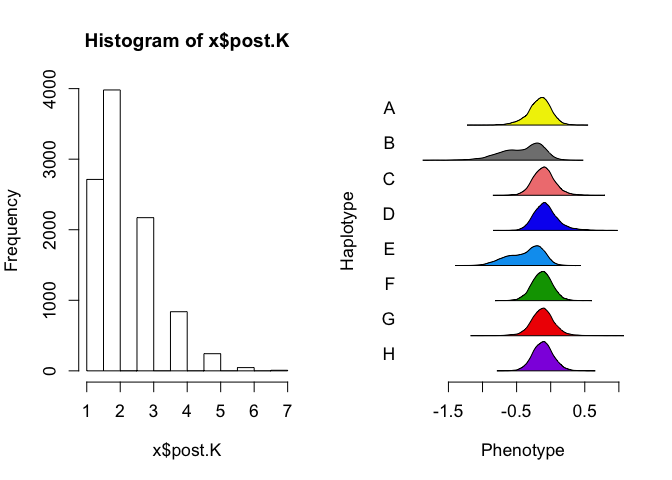 Histogram of x$post.K
Frequency
0
1000
2000
3000
4000
1 2 3 4 5 6 7
x$post.K
Haplotype
A
B
C
D
E
F
G
H
-1.5 -0.5 0.5
Phenotype